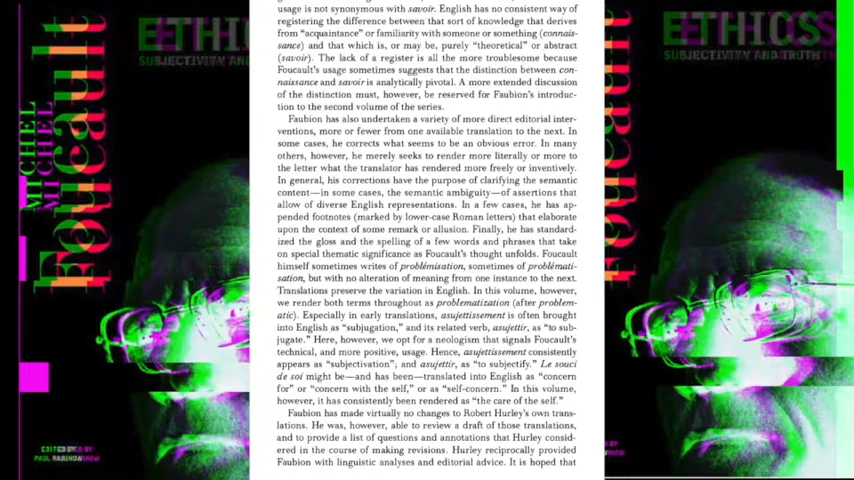 MICHEL
MICHEL
Foucault
ETHICS
SUBJECTIVITY AND
EDITED BY
PAUL RABINOW
usage is not synonymous with savoir. English has no consistent way of
registering the difference between that sort of knowledge that derives
from “acquaintance” or familiarity with someone or something (connais-
sance) and that which is, or may be, purely “theoretical” or abstract
(savoir). The lack of a register is all the more troublesome because
Foucault’s usage sometimes suggests that the distinction between con-
naissance and savoir is analytically pivotal. A more extended discussion
of the distinction must, however, be reserved for Faubion’s introduc-
tion to the second volume of the series.
Faubion has also undertaken a variety of more direct editorial inter-
ventions, more or fewer from one available translation to the next. In
some cases, he corrects what seems to be an obvious error. In many
others, however, he merely seeks to render more literally or more to
the letter what the translator has rendered more freely or inventively.
In general, his corrections have the purpose of clarifying the semantic
content—in some cases, the semantic ambiguity—of assertions that
allow of diverse English representations. In a few cases, he has ap-
pended footnotes (marked by lower-case Roman letters) that elaborate
upon the context of some remark or allusion. Finally, he has standard-
ized the gloss and the spelling of a few words and phrases that take
on special thematic significance as Foucault’s thought unfolds. Foucault
himself sometimes writes of problémisation, sometimes of problémati-
sation, but with no alteration of meaning from one instance to the next.
Translations preserve the variation in English. In this volume, however,
we render both terms throughout as problematization (after problem-
atic). Especially in early translations, asujettissement is often brought
into English as “subjugation,” and its related verb, asujettir, as “to sub-
jugate.” Here, however, we opt for a neologism that signals Foucault’s
technical, and more positive, usage. Hence, asujettissement consistently
appears as “subjectivation”; and asujettir, as “to subjectify.” Le souci
de soi might be—and has been—translated into English as “concern
for” or “concern with the self,” or as “self-concern.” In this volume,
however, it has consistently been rendered as “the care of the self.”
Faubion has made virtually no changes to Robert Hurley’s own trans-
lations. He was, however, able to review a draft of those translations,
and to provide a list of questions and annotations that Hurley consid-
ered in the course of making revisions. Hurley reciprocally provided
Faubion with linguistic analyses and editorial advice. It is hoped that
Foucault
ETHICS
SUBJECTIVITY AND TRUTH